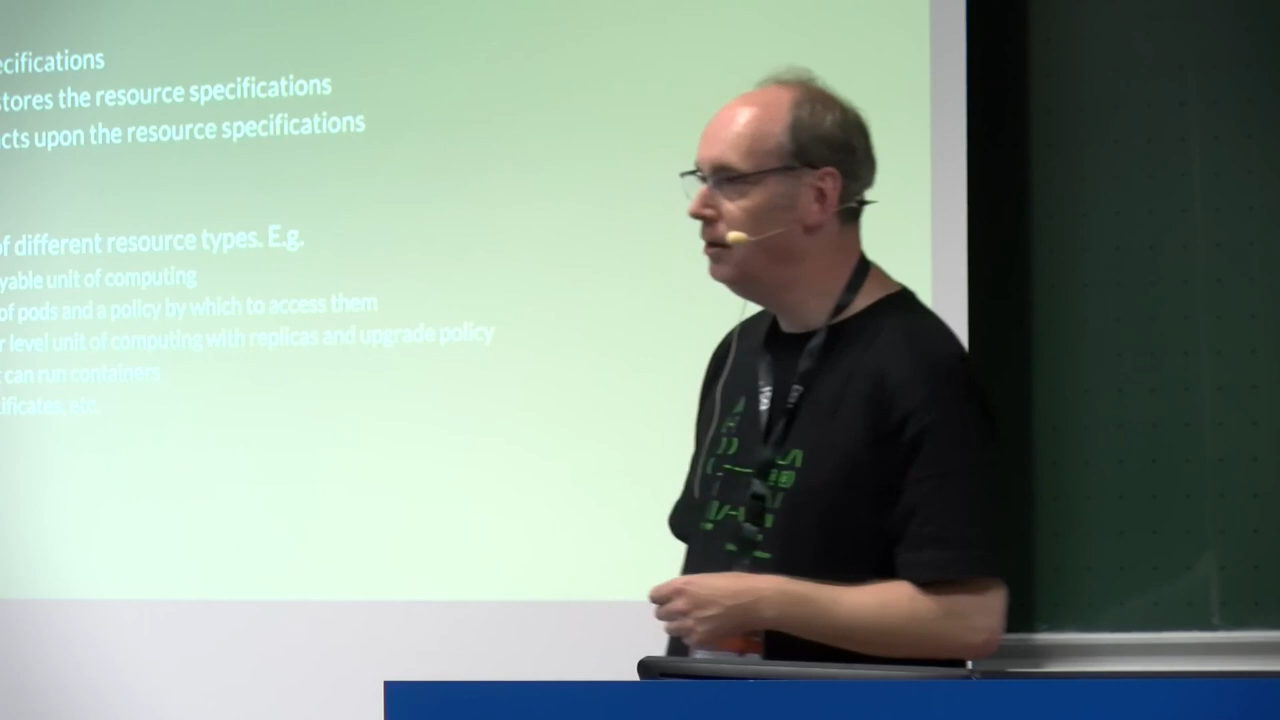 ecifications
stores the resource specifications
cts upon the resource specifications
of different resource types. E.g.
yable unit of computing
of pods and a policy by which to access them
r level unit of computing with replicas and upgrade policy
t can run containers
ificates, etc.